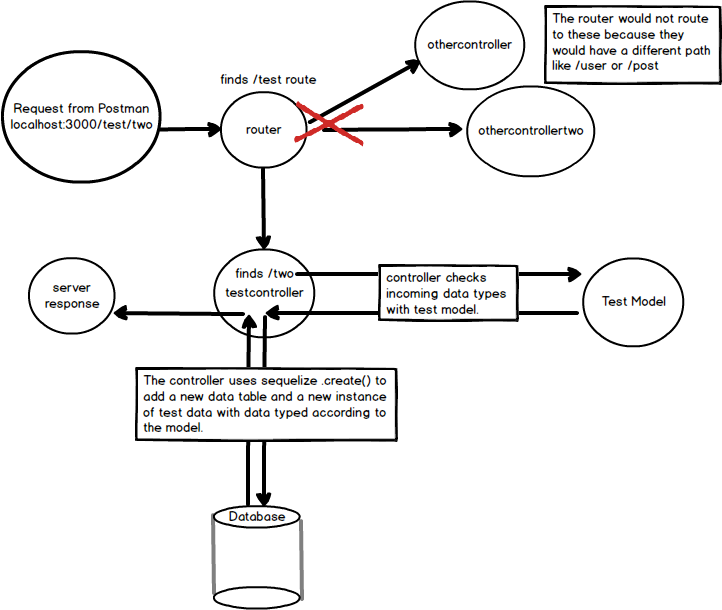 othercontroller
The router would not route
to these because they
would have a different path
like /user or /post
finds /test route
Request from Postman
localhost:3000/test/two
router
othercontrollertwo
finds /two
testcontroller
controller checks
incoming data types
with test model.
Test Model
server
response
The controller uses sequelize .create() to
add a new data table and a new instance
of test data with data typed according to
the model.
Database